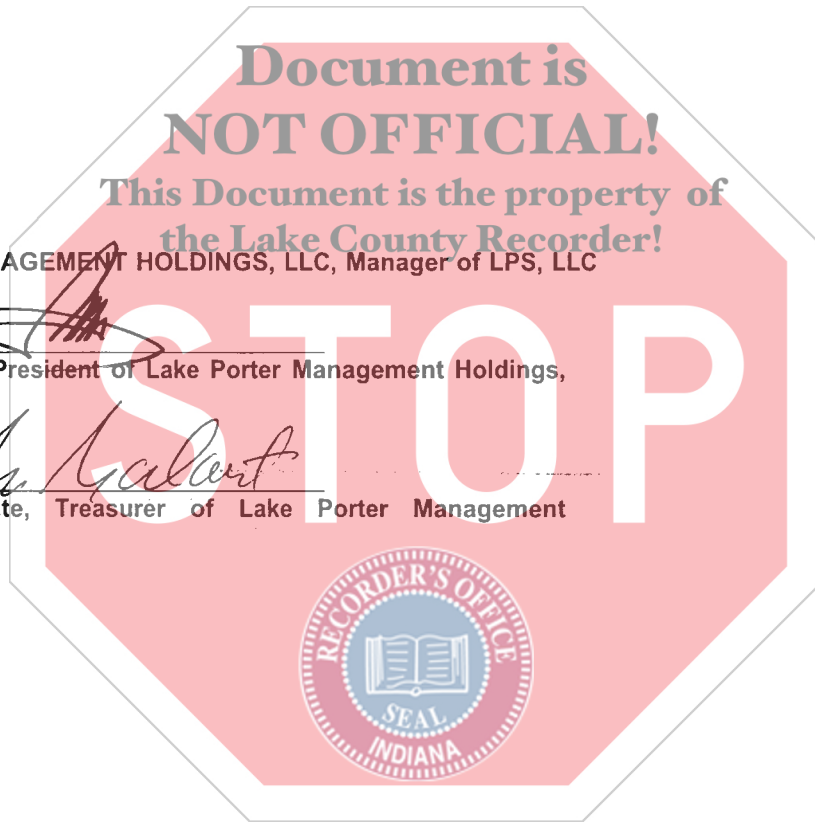 Document is
NOT OFFICIAL!
This Document is the property of
the Lake County Recorder!
AGEMENT HOLDINGS, LLC, Manager of LPS, LLC
President of Lake Porter Management Holdings,
STOP
te, Treasurer of Lake Porter Management
RECORDER'S OFFICE
SEAL
INDIANA